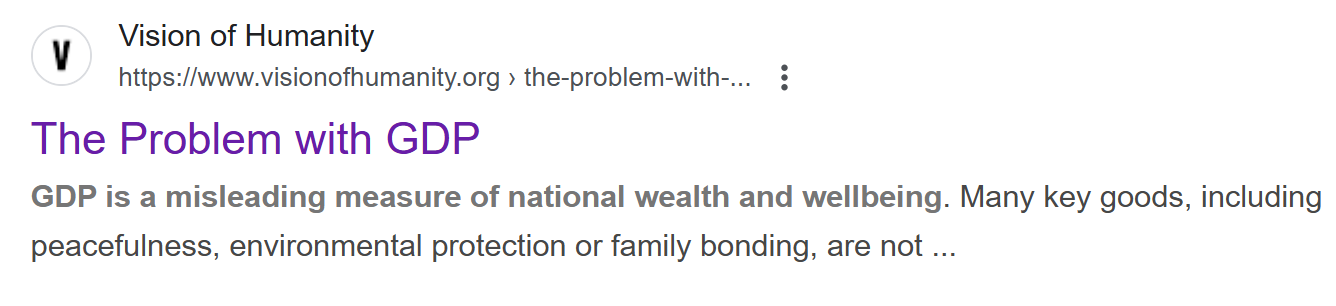 V
Vision of Humanity
https://www.visionofhumanity.org › the-problem-with-...
The Problem with GDP
GDP is a misleading measure of national wealth and wellbeing. Many key goods, including
peacefulness, environmental protection or family bonding, are not ...